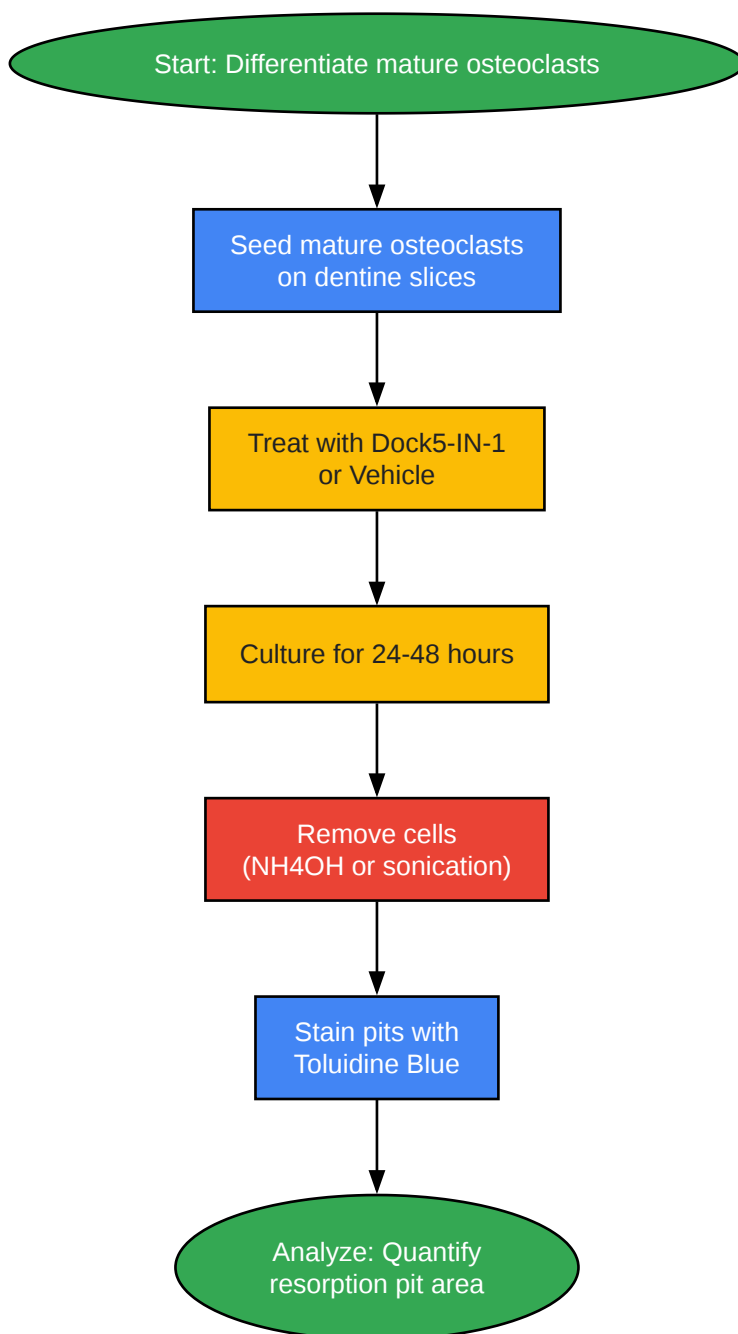 Start: Differentiate mature osteoclasts
Seed mature osteoclasts
on dentine slices
Treat with Dock5-IN-1
or Vehicle
Culture for 24-48 hours
Remove cells
(NH4OH or sonication)
Stain pits with
Toluidine Blue
Analyze: Quantify
resorption pit area